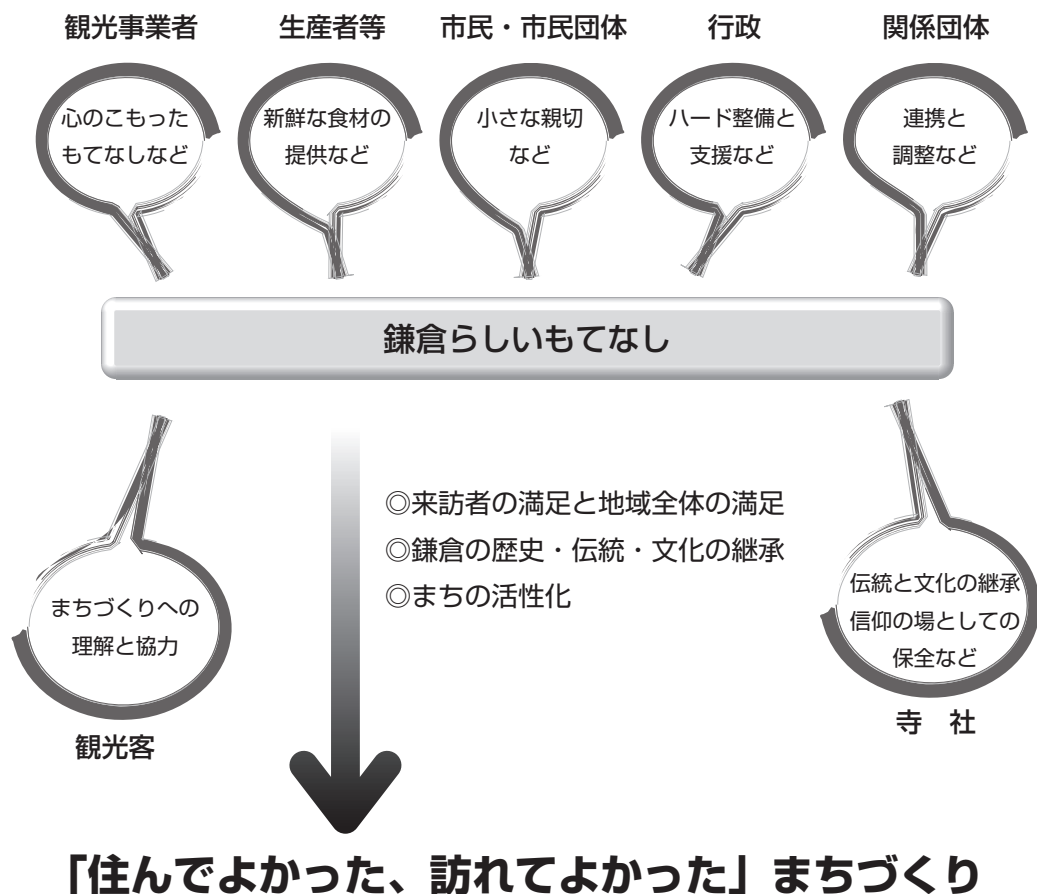 観光事業者
生産者等
市民・市民団体
行政
関係団体
心のこもった
もてなしなど
新鮮な食材の
提供など
小さな親切
など
ハード整備と
支援など
連携と
調整など
鎌倉らしいもてなし
◎来訪者の満足と地域全体の満足
◎鎌倉の歴史・伝統・文化の継承
◎まちの活性化
まちづくりへの
理解と協力
観光客
伝統と文化の継承
信仰の場としての
保全など
寺　社
「住んでよかった、訪れてよかった」まちづくり